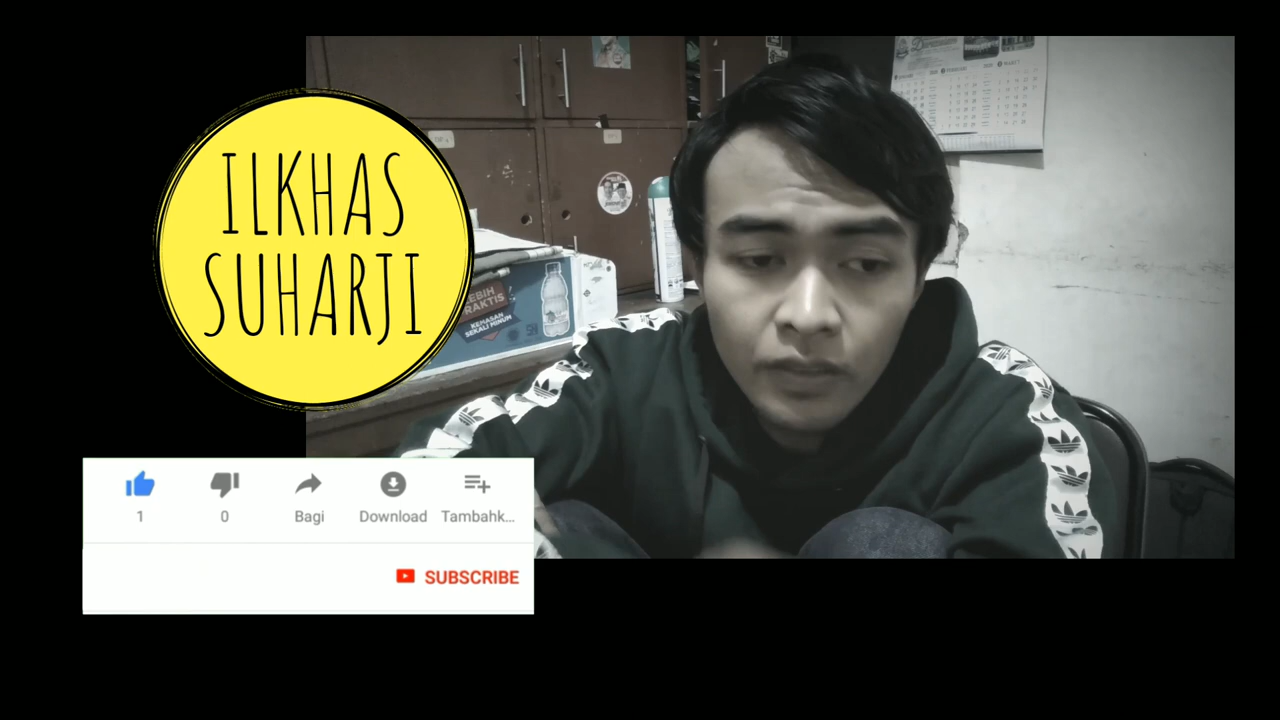 ILKHAS
SUHARJI
LEBIH
PRAKTIS
KEMASAN
SEKALI MINUM
1
0
Bagi
Download
Tambahk...
SUBSCRIBE